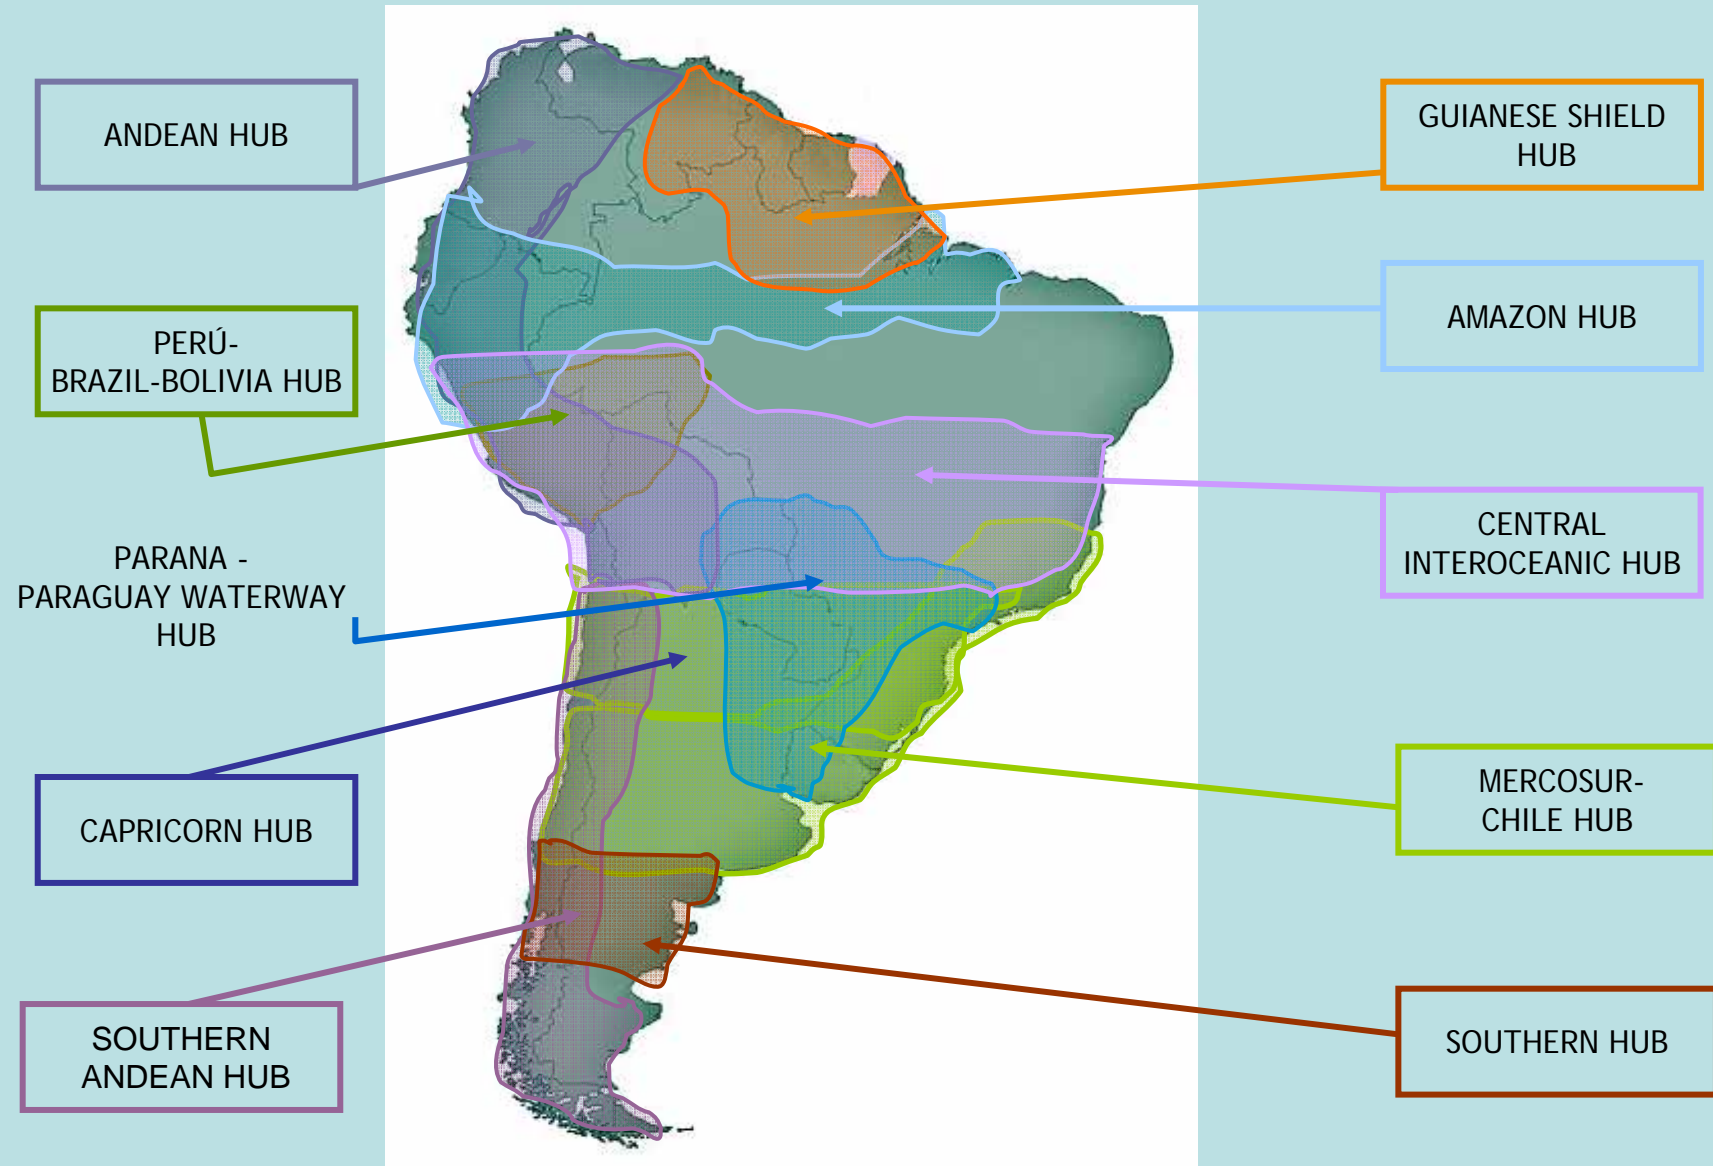 ANDEAN HUB
PERÚ-
BRAZIL-BOLIVIA HUB
PARANA -
PARAGUAY WATERWAY
HUB
CAPRICORN HUB
SOUTHERN
ANDEAN HUB
GUIANESE SHIELD
HUB
AMAZON HUB
CENTRAL
INTEROCEANIC HUB
MERCOSUR-
CHILE HUB
SOUTHERN HUB